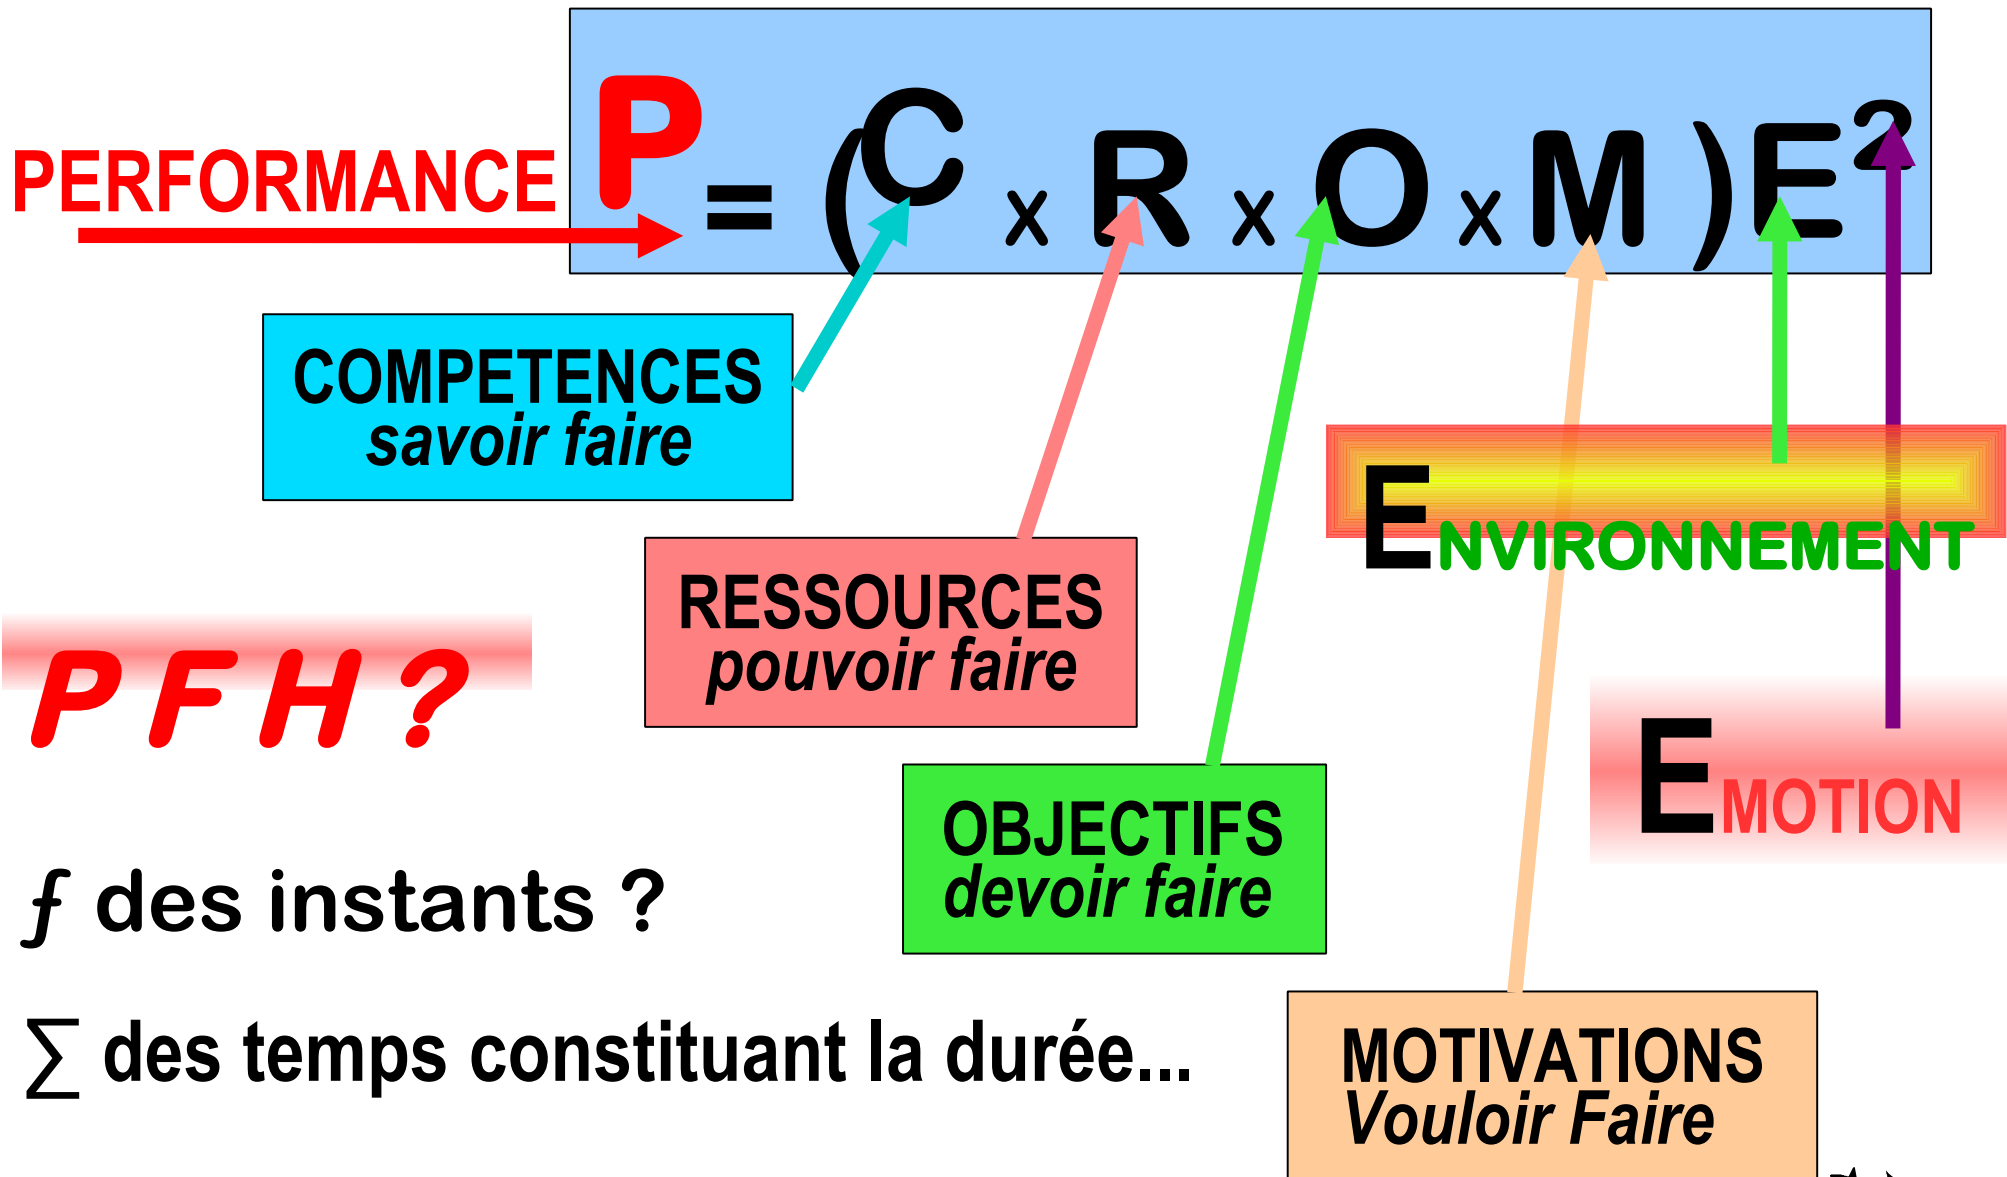 PERFORMANCE
P = (C x R x O x M ) E²
COMPETENCES
savoir faire
RESSOURCES
pouvoir faire
ENVIRONNEMENT
P F H ?
EMOTION
OBJECTIFS
devoir faire
ƒ des instants ?
∑ des temps constituant la durée...
MOTIVATIONS
Vouloir Faire